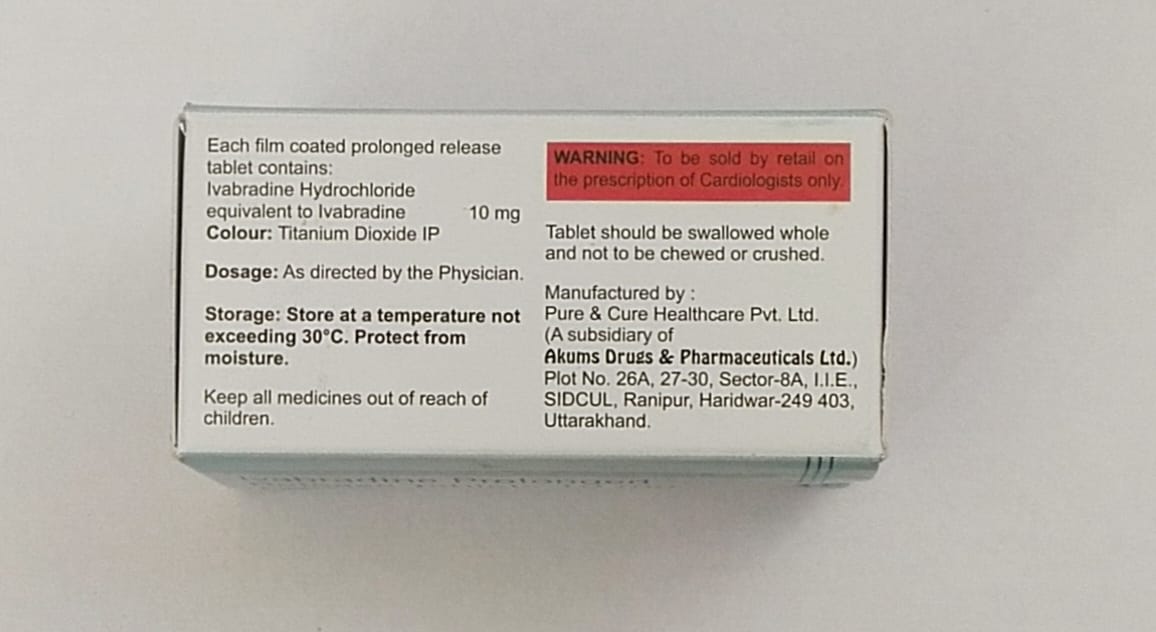 Each film coated prolonged release
tablet contains:
Ivabradine Hydrochloride
equivalent to Ivabradine 10 mg
Colour: Titanium Dioxide IP
Dosage: As directed by the Physician.
Storage: Store at a temperature not
exceeding 30°C. Protect from
moisture.
Keep all medicines out of reach of
children.
WARNING: To be sold by retail on
the prescription of Cardiologists only.
Tablet should be swallowed whole
and not to be chewed or crushed.
Manufactured by :
Pure & Cure Healthcare Pvt. Ltd.
(A subsidiary of
Akums Drugs & Pharmaceuticals Ltd.)
Plot No. 26A, 27-30, Sector-8A, I.I.E.,
SIDCUL, Ranipur, Haridwar-249 403,
Uttarakhand.
Ivabradine Prolonged